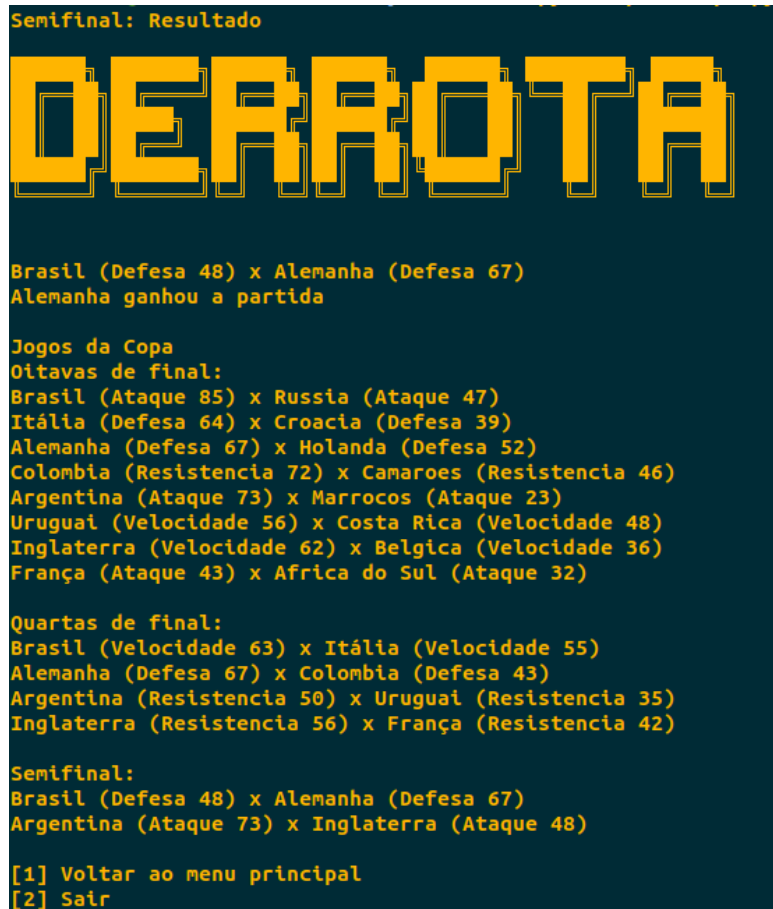 Semifinal: Resultado
DERROTA
Brasil (Defesa 48) x Alemanha (Defesa 67)
Alemanha ganhou a partida
Jogos da Copa
Oitavas de final:
Brasil (Ataque 85) x Russia (Ataque 47)
Itália (Defesa 64) x Croacia (Defesa 39)
Alemanha (Defesa 67) x Holanda (Defesa 52)
Colombia (Resistencia 72) x Camaroes (Resistencia 46)
Argentina (Ataque 73) x Marrocos (Ataque 23)
Uruguai (Velocidade 56) x Costa Rica (Velocidade 48)
Inglaterra (Velocidade 62) x Belgica (Velocidade 36)
França (Ataque 43) x Africa do Sul (Ataque 32)
Quartas de final:
Brasil (Velocidade 63) x Itália (Velocidade 55)
Alemanha (Defesa 67) x Colombia (Defesa 43)
Argentina (Resistencia 50) x Uruguai (Resistencia 35)
Inglaterra (Resistencia 56) x França (Resistencia 42)
Semifinal:
Brasil (Defesa 48) x Alemanha (Defesa 67)
Argentina (Ataque 73) x Inglaterra (Ataque 48)
[1] Voltar ao menu principal
[2] Sair